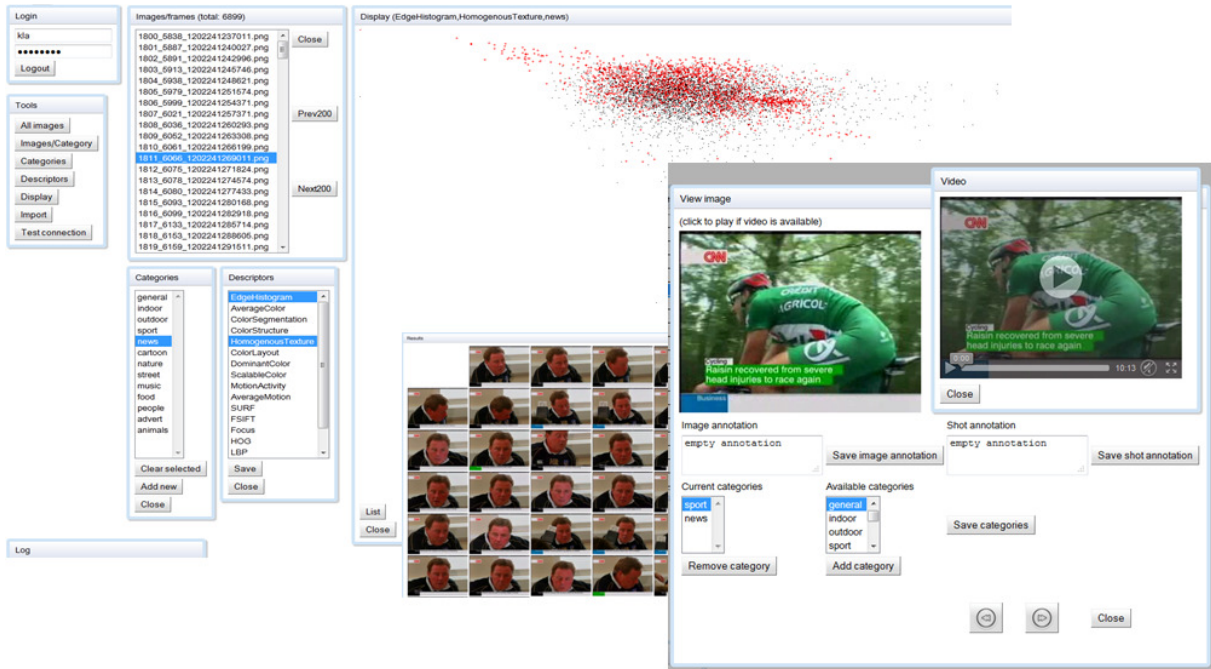 Login
kla
Logout
Tools
All images
Images/Category
Categories
Descriptors
Display
Import
Test connection
Images/frames (total: 6899)
1800_5838_1202241237011.png
1801_5887_1202241240027.png
1802_5891_1202241242996.png
1803_5913_1202241245746.png
1804_5938_1202241248621.png
1805_5979_1202241251574.png
1806_5999_1202241254371.png
1807_6021_1202241257371.png
1808_6036_1202241260293.png
1809_6052_1202241263308.png
1810_6061_1202241266199.png
1811_6066_1202241269011.png
1812_6075_1202241271824.png
1813_6078_1202241274574.png
1814_6080_1202241277433.png
1815_6093_1202241280168.png
1816_6099_1202241282918.png
1817_6133_1202241285714.png
1818_6153_1202241288605.png
1819_6159_1202241291511.png
Close
Prev200
Next200
Categories
general
indoor
outdoor
sport
news
cartoon
nature
street
music
food
people
advert
animals
Clear selected
Add new
Close
Descriptors
EdgeHistogram
AverageColor
ColorSegmentation
ColorStructure
HomogenousTexture
ColorLayout
DominantColor
ScalableColor
MotionActivity
AverageMotion
SURF
FSIFT
Focus
HOG
LBP
Save
Close
Log
Display (EdgeHistogram,HomogenousTexture,news)
List
Close
Results
View image
(click to play if video is available)
CNN
CREDIT
AGRICOL
Cycling
Raisin recovered from severe
head injuries to race again
Business
Video
CNN
AGRICOL
Cycling
Raisin recovered from severe
head injuries to race again
0:00
10:13
Close
Image annotation
empty annotation
Save image annotation
Shot annotation
empty annotation
Save shot annotation
Current categories
sport
news
Remove category
Available categories
general
indoor
outdoor
sport
Add category
Save categories
Close